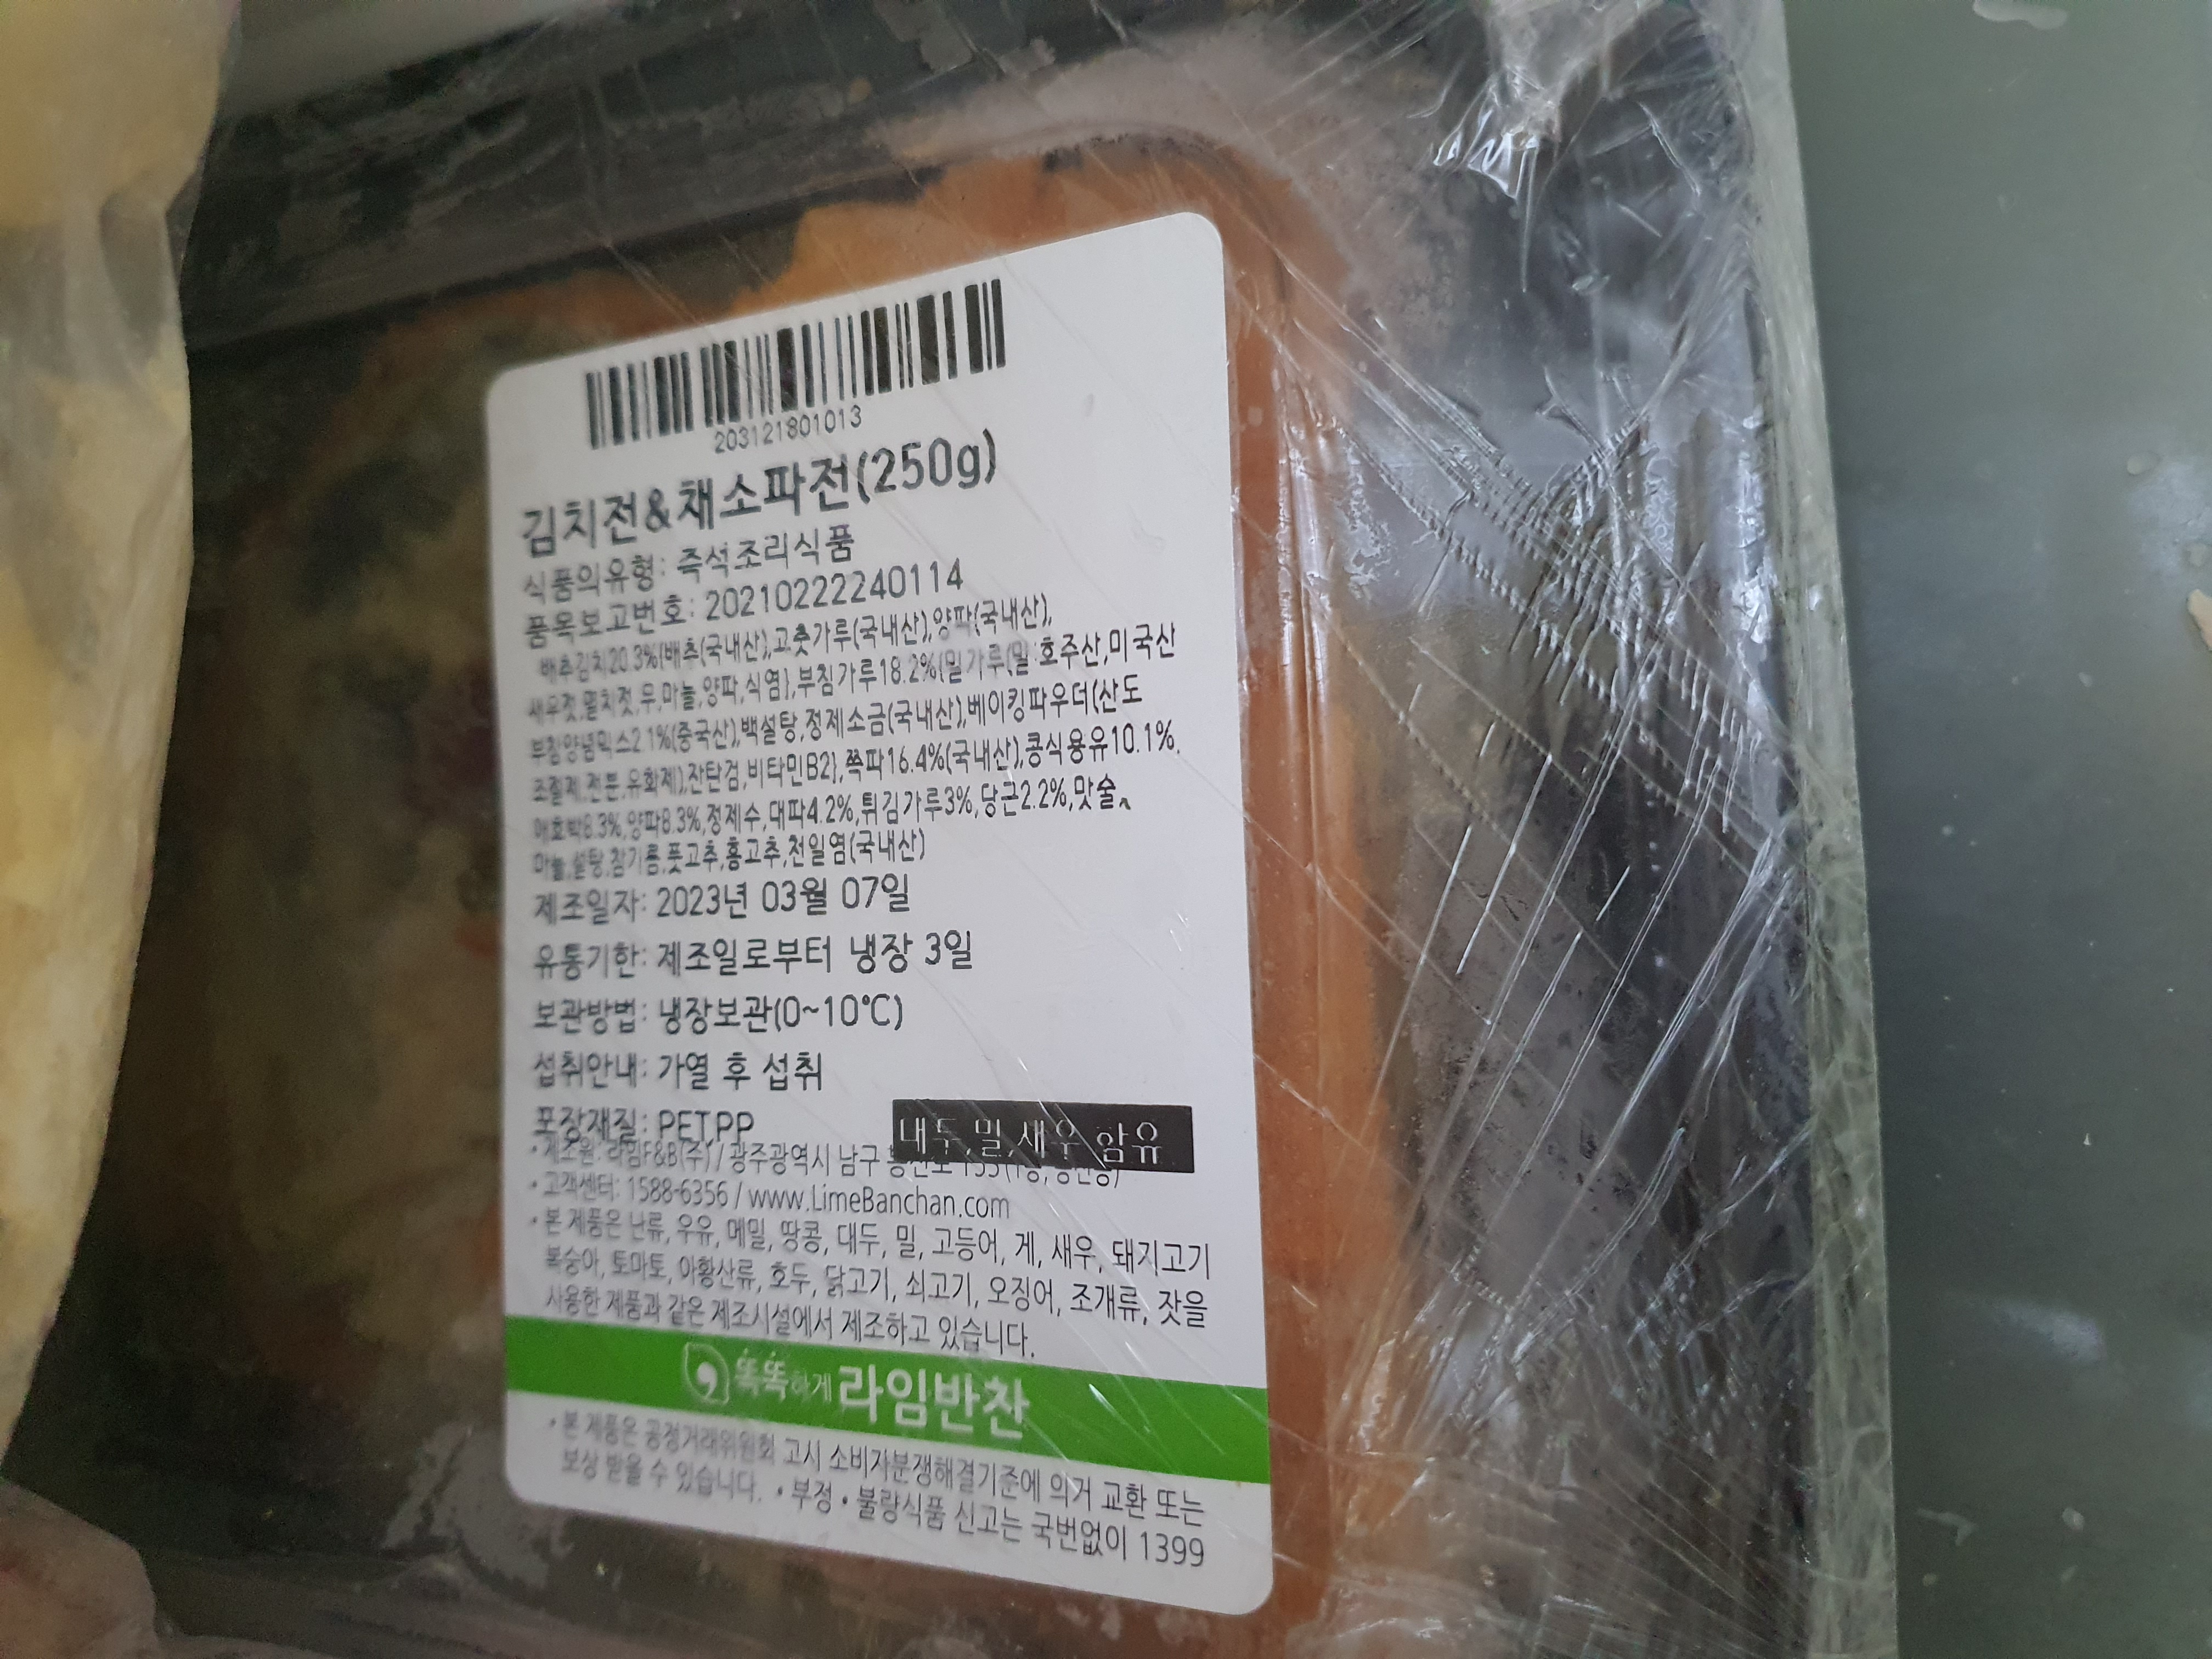 203121801013
김치전&채소파전(250g)
식품의유형: 즉석조리식품
품목보고번호: 20210222240114
배추김치20.3%{배추(국내산),고춧가루(국내산),양파(국내산),
새우젓,멸치젓,무,마늘,양파,식염},부침가루18.2%{밀가루(밀:호주산,미국산
부침양념믹스2.1%(중국산),백설탕,정제소금(국내산),베이킹파우더(산도
조절제,전분,유화제),잔탄검,비타민B2},쪽파16.4%(국내산),콩식용유10.1%,
애호박8.3%,양파8.3%,정제수,대파4.2%,튀김가루3%,당근2.2%,맛술,
마늘,설탕,참기름,풋고추,홍고추,천일염(국내산)
제조일자: 2023년 03월 07일
유통기한: 제조일로부터 냉장 3일
보관방법: 냉장보관(0~10℃)
섭취안내: 가열 후 섭취
포장재질: PET,PP
대두,밀,새우 함유
• 제조원: 라임F&B(주) / 광주광역시 남구
• 고객센터: 1588-6356 / www.LimeBanchan.com
• 본 제품은 난류, 우유, 메밀, 땅콩, 대두, 밀, 고등어, 게, 새우, 돼지고기
복숭아, 토마토, 아황산류, 호두, 닭고기, 쇠고기, 오징어, 조개류, 잣을
사용한 제품과 같은 제조시설에서 제조하고 있습니다.
똑똑하게 라임반찬
• 본 제품은 공정거래위원회 고시 소비자분쟁해결기준에 의거 교환 또는
보상 받을 수 있습니다. • 부정 • 불량식품 신고는 국번없이 1399